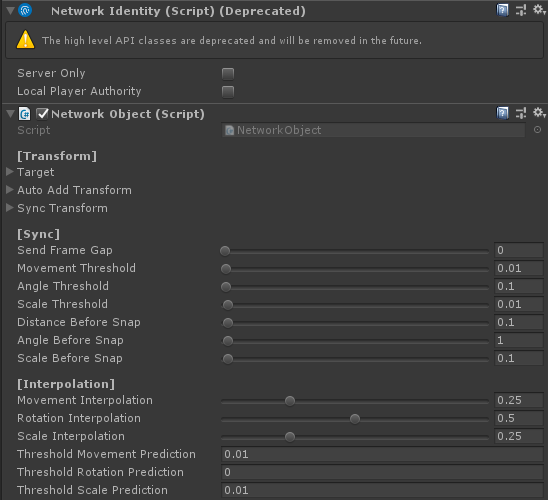 Network Identity (Script) (Deprecated)
The high level API classes are deprecated and will be removed in the future.
Server Only
Local Player Authority
Network Object (Script)
Script NetworkObject
[Transform]
Target
Auto Add Transform
Sync Transform
[Sync]
Send Frame Gap 0
Movement Threshold 0.01
Angle Threshold 0.1
Scale Threshold 0.01
Distance Before Snap 0.1
Angle Before Snap 1
Scale Before Snap 0.1
[Interpolation]
Movement Interpolation 0.25
Rotation Interpolation 0.5
Scale Interpolation 0.25
Threshold Movement Prediction 0.01
Threshold Rotation Prediction 0
Threshold Scale Prediction 0.01